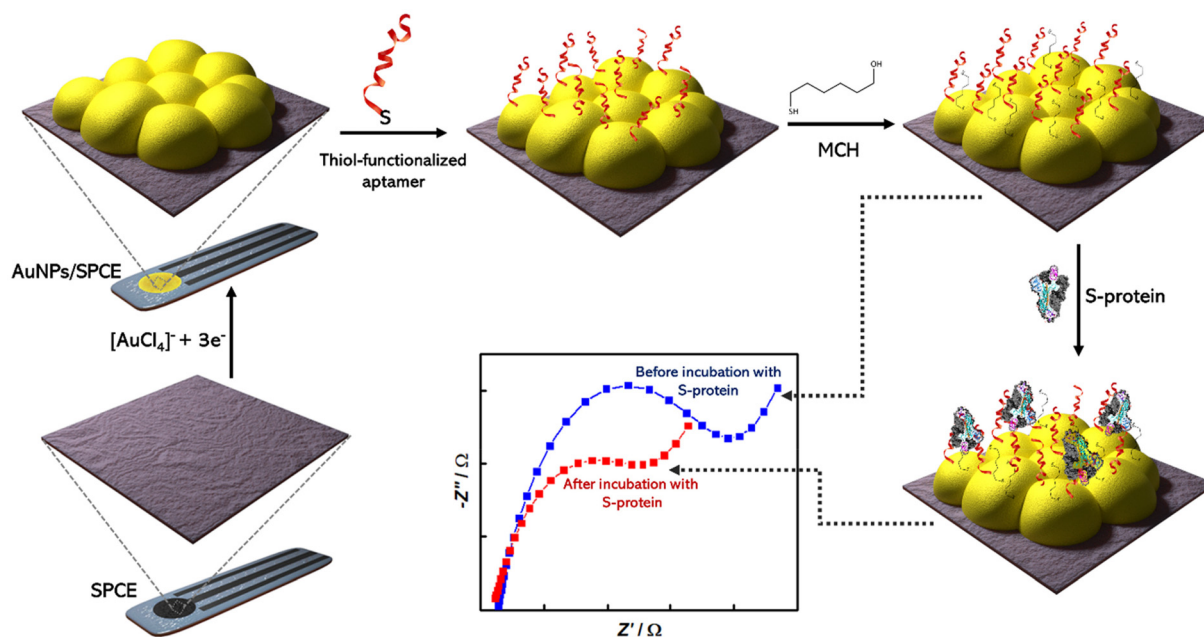 S
Thiol-functionalized
aptamer
OH
SH
MCH
AuNPs/SPCE
[AuCl₄]⁻ + 3e⁻
S-protein
Before incubation with
S-protein
After incubation with
S-protein
-Z''/ Ω
Z' / Ω
SPCE